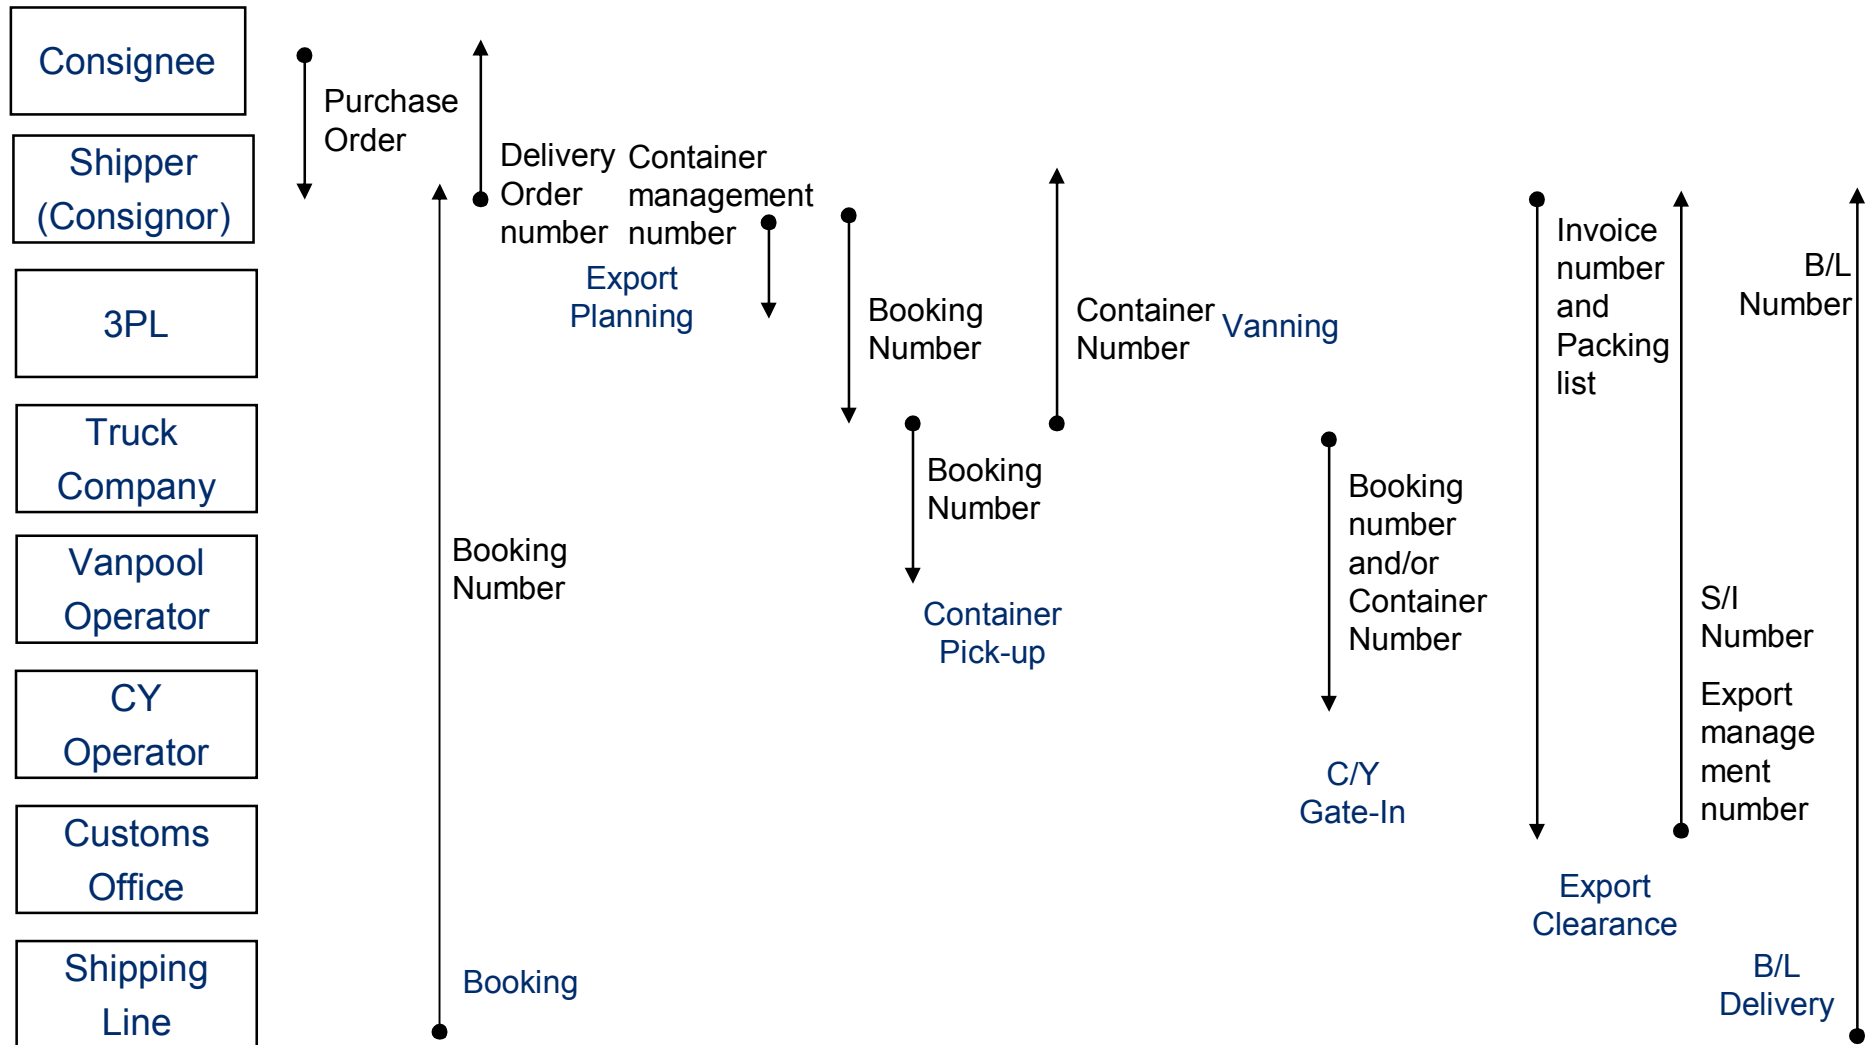 Consignee
Shipper
(Consignor)
3PL
Truck
Company
Vanpool
Operator
CY
Operator
Customs
Office
Shipping
Line
Purchase
Order
Booking
Number
Booking
Delivery
Order
number
Container
management
number
Export
Planning
Booking
Number
Booking
Number
Container
Pick-up
Container
Number
Vanning
Booking
number
and/or
Container
Number
C/Y
Gate-In
Invoice
number
and
Packing
list
Export
Clearance
S/I
Number
Export
manage
ment
number
B/L
Number
B/L
Delivery